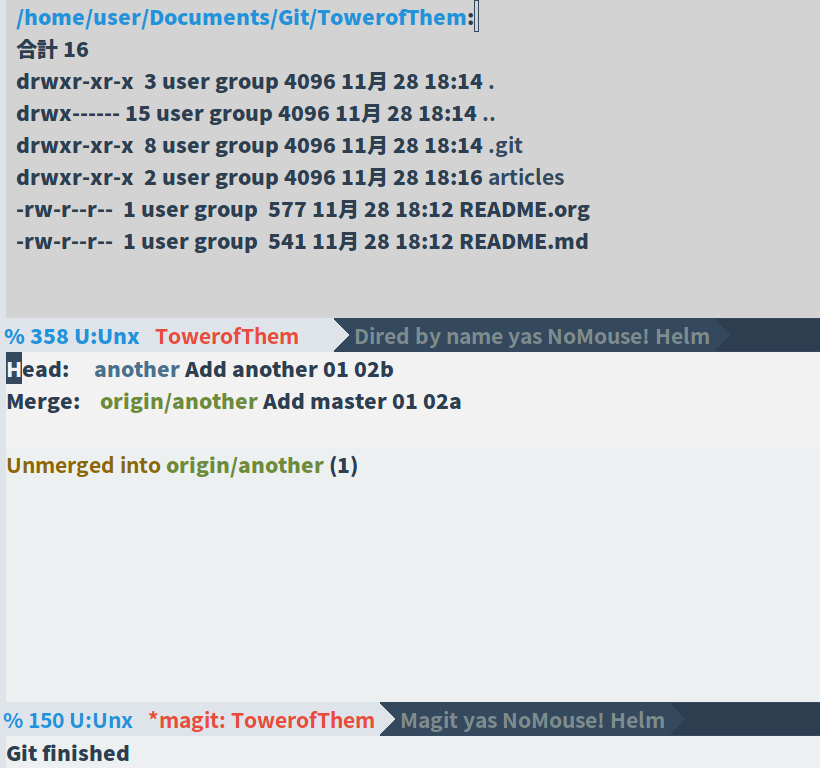 /home/user/Documents/Git/TowerofThem:
合計 16
drwxr-xr-x 3 user group 4096 11月 28 18:14 .
drwx------ 15 user group 4096 11月 28 18:14 ..
drwxr-xr-x 8 user group 4096 11月 28 18:14 .git
drwxr-xr-x 2 user group 4096 11月 28 18:16 articles
-rw-r--r-- 1 user group 577 11月 28 18:12 README.org
-rw-r--r-- 1 user group 541 11月 28 18:12 README.md
% 358 U:Unx TowerofThem Dired by name yas NoMouse! Helm
Head: another Add another 01 02b
Merge: origin/another Add master 01 02a
Unmerged into origin/another (1)
% 150 U:Unx *magit: TowerofThem Magit yas NoMouse! Helm
Git finished